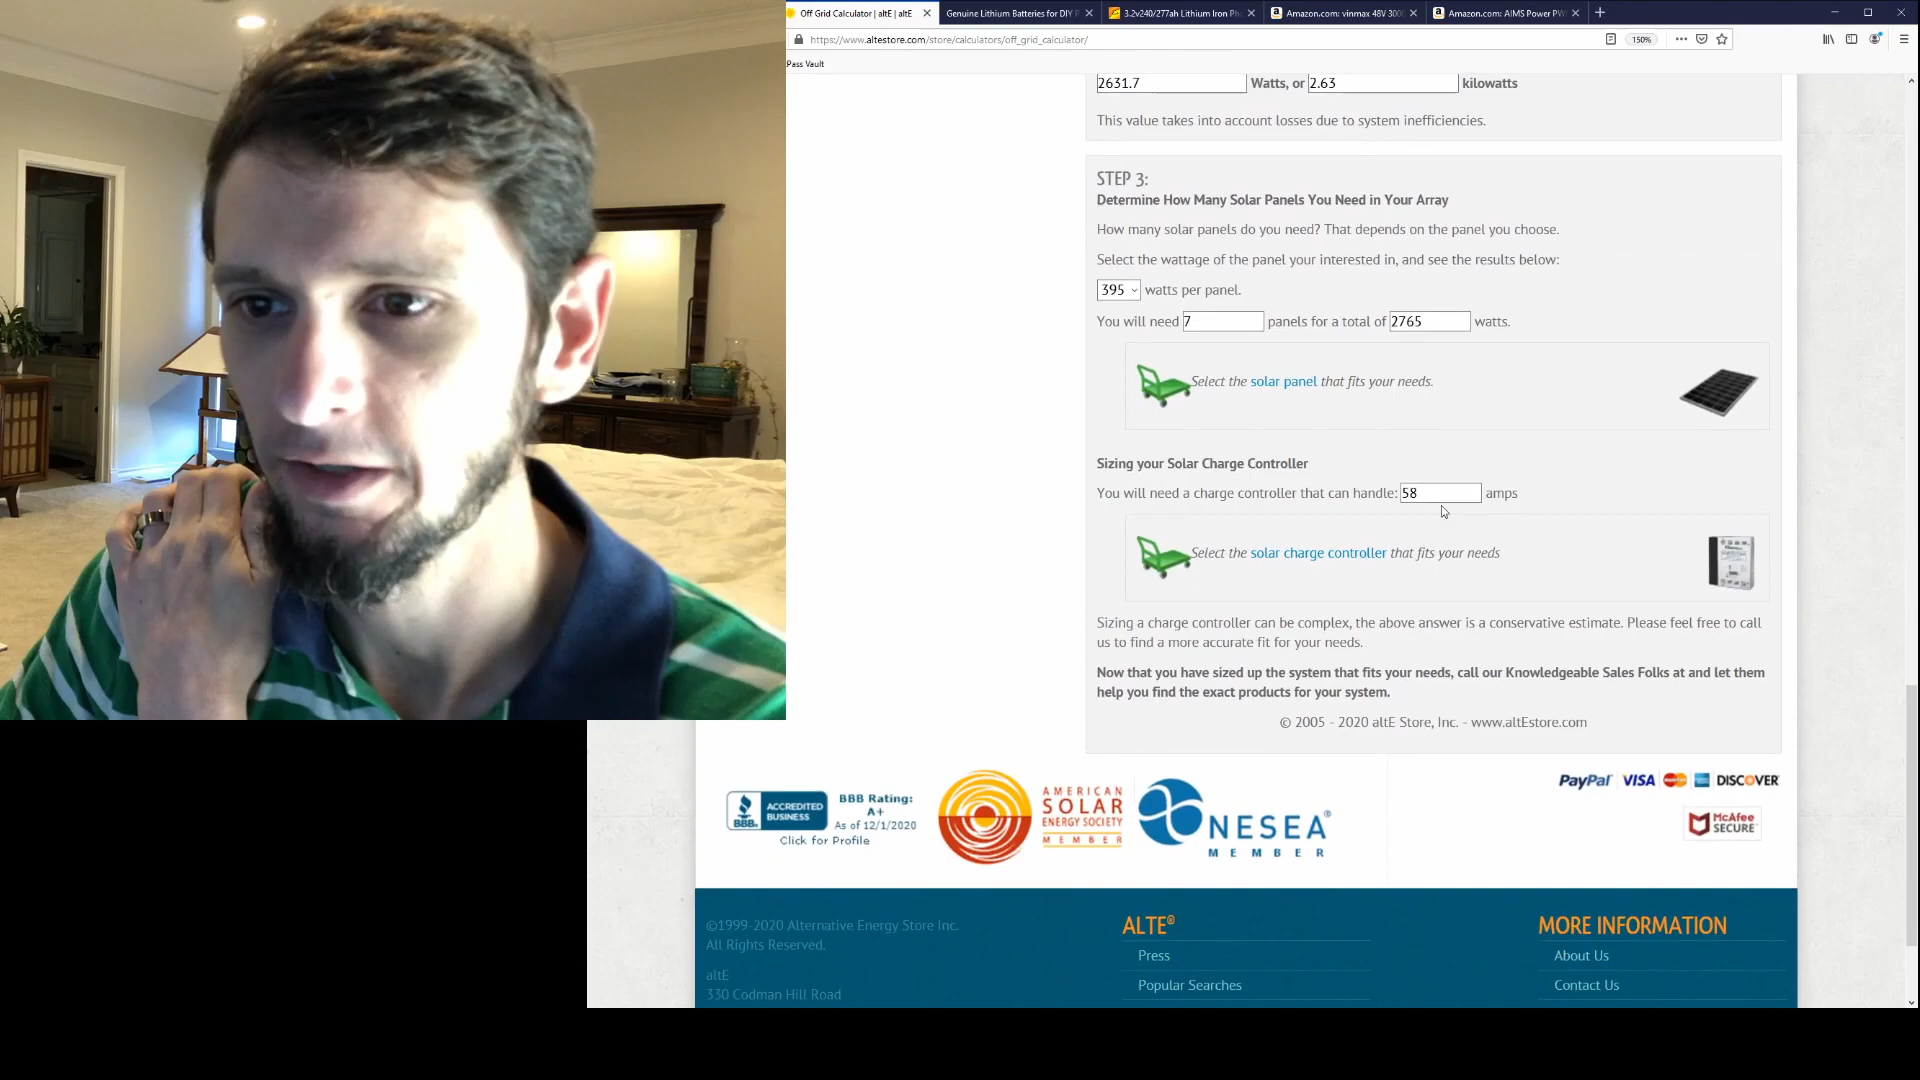 Off Grid Calculator | altE | altE
Genuine Lithium Batteries for DIY P
3.2v240/277ah Lithium Iron Ph
Amazon.com: vinmax 48V 300
Amazon.com: AIMS Power PW
https://www.altestore.com/store/calculators/off_grid_calculator/
150%
Pass Vault
2631.7 Watts, or 2.63 kilowatts
This value takes into account losses due to system inefficiencies.
STEP 3:
Determine How Many Solar Panels You Need in Your Array
How many solar panels do you need? That depends on the panel you choose.
Select the wattage of the panel your interested in, and see the results below:
395 watts per panel.
You will need 7 panels for a total of 2765 watts.
Select the solar panel that fits your needs.
Sizing your Solar Charge Controller
You will need a charge controller that can handle: 58 amps
Select the solar charge controller that fits your needs
Sizing a charge controller can be complex, the above answer is a conservative estimate. Please feel free to call
us to find a more accurate fit for your needs.
Now that you have sized up the system that fits your needs, call our Knowledgeable Sales Folks at and let them
help you find the exact products for your system.
© 2005 - 2020 altE Store, Inc. - www.altEstore.com
BBB
ACCREDITED
BUSINESS
BBB Rating:
A+
As of 12/1/2020
Click for Profile
AMERICAN
SOLAR
ENERGY SOCIETY
MEMBER
NESEA®
MEMBER
PayPal VISA MasterCard DISCOVER
McAfee
SECURE
©1999-2020 Alternative Energy Store Inc.
All Rights Reserved.
altE
330 Codman Hill Road
ALTE®
Press
Popular Searches
MORE INFORMATION
About Us
Contact Us